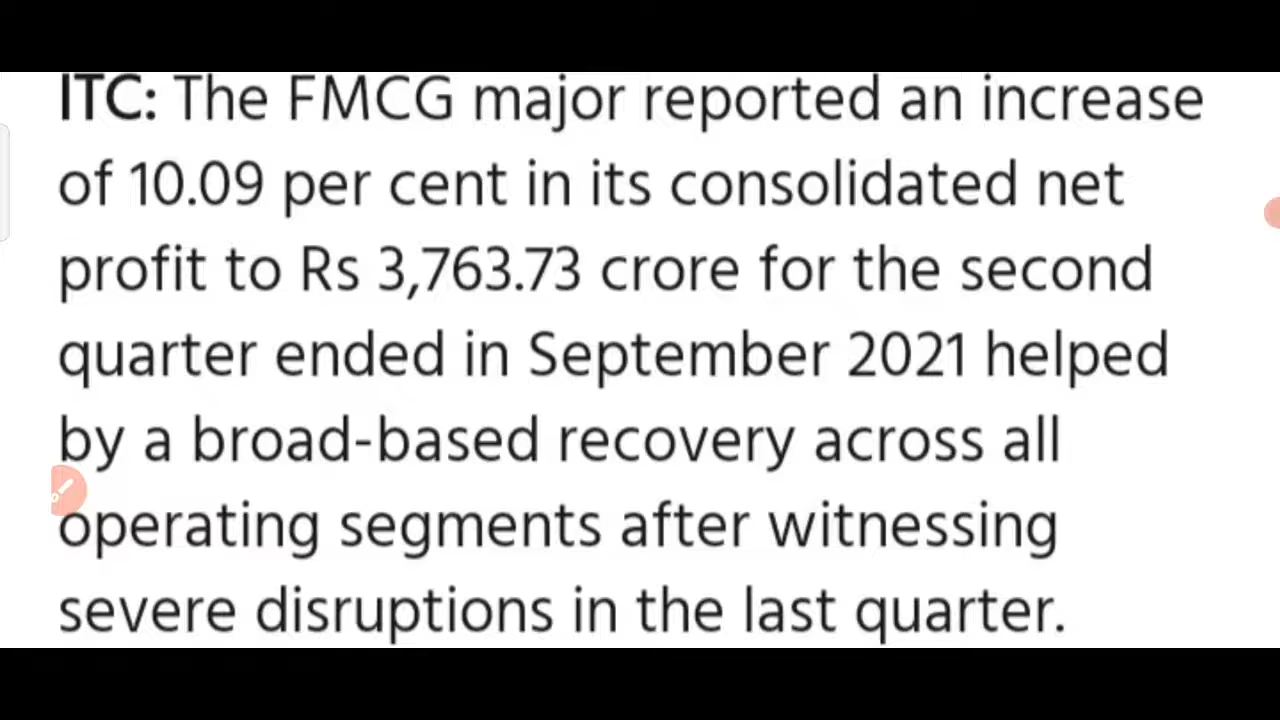 ITC: The FMCG major reported an increase
of 10.09 per cent in its consolidated net
profit to Rs 3,763.73 crore for the second
quarter ended in September 2021 helped
by a broad-based recovery across all
operating segments after witnessing
severe disruptions in the last quarter.